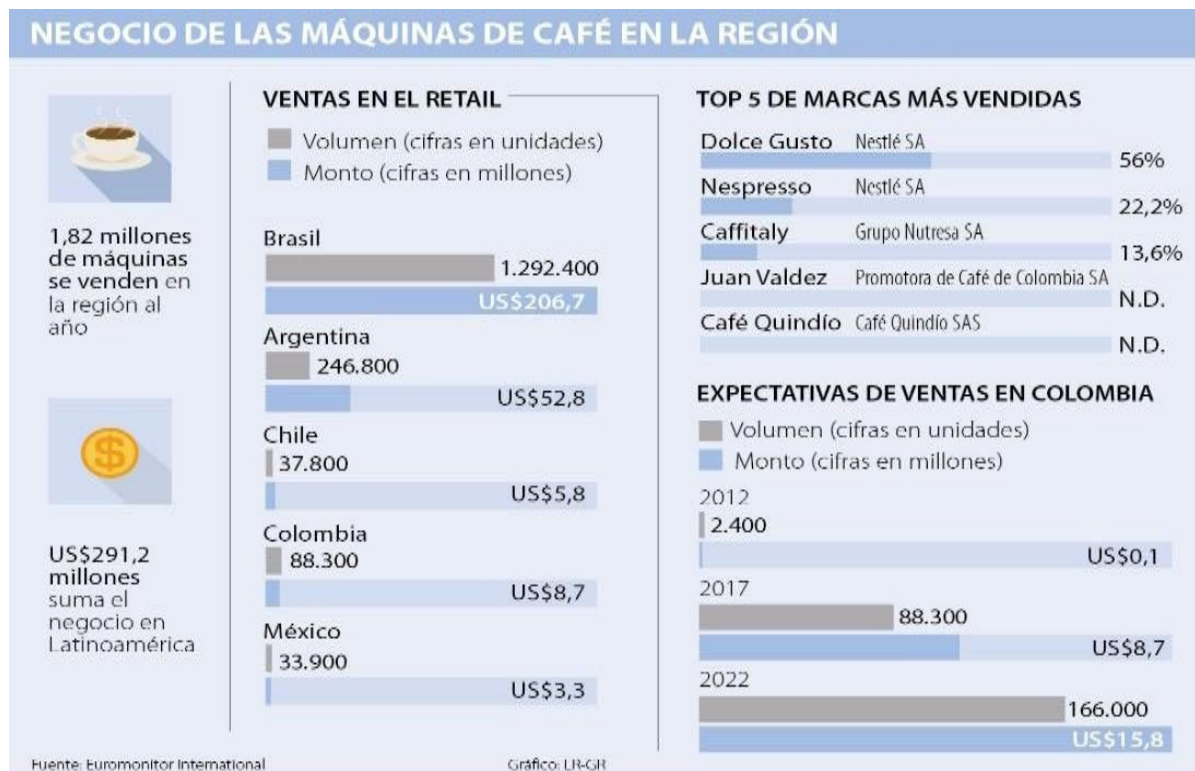 NEGOCIO DE LAS MÁQUINAS DE CAFÉ EN LA REGIÓN
1,82 millones
de máquinas
se venden en
la región al
año
US$291,2
millones
suma el
negocio en
Latinoamérica
VENTAS EN EL RETAIL
Volumen (cifras en unidades)
Monto (cifras en millones)
Brasil
1.292.400
US$206,7
Argentina
246.800
US$52,8
Chile
37.800
US$5,8
Colombia
88.300
US$8,7
México
33.900
US$3,3
TOP 5 DE MARCAS MÁS VENDIDAS
Dolce Gusto Nestlé SA
56%
Nespresso Nestlé SA
22,2%
Caffitaly Grupo Nutresa SA
13,6%
Juan Valdez Promotora de Café de Colombia SA
N.D.
Café Quindío Café Quindío SAS
N.D.
EXPECTATIVAS DE VENTAS EN COLOMBIA
Volumen (cifras en unidades)
Monto (cifras en millones)
2012
2.400
US$0,1
2017
88.300
US$8,7
2022
166.000
US$15,8
Fuente: Euromonitor International
Gráfico: LR-GR